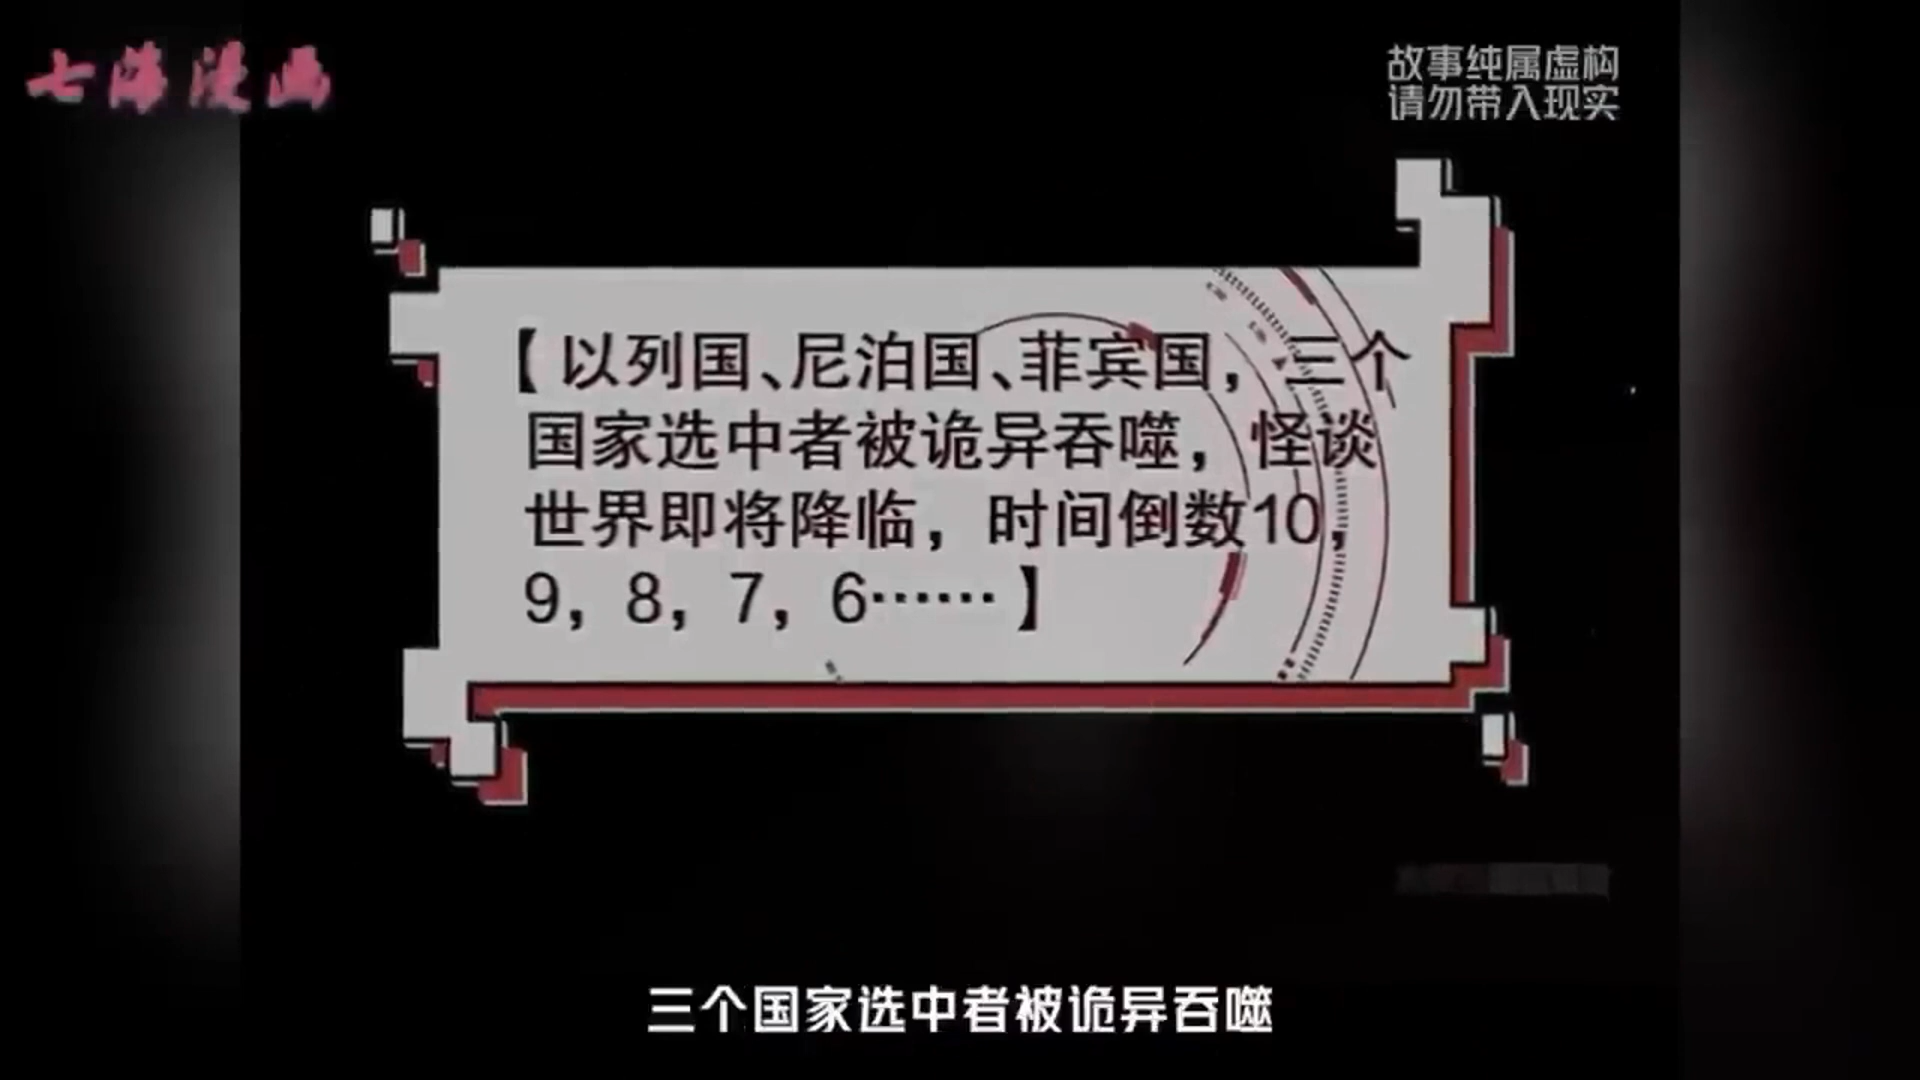 七海漫画
故事纯属虚构
请勿带入现实
【以列国、尼泊国、菲宾国，三个
国家选中者被诡异吞噬，怪谈
世界即将降临，时间倒数10，
9，8，7，6……】
三个国家选中者被诡异吞噬